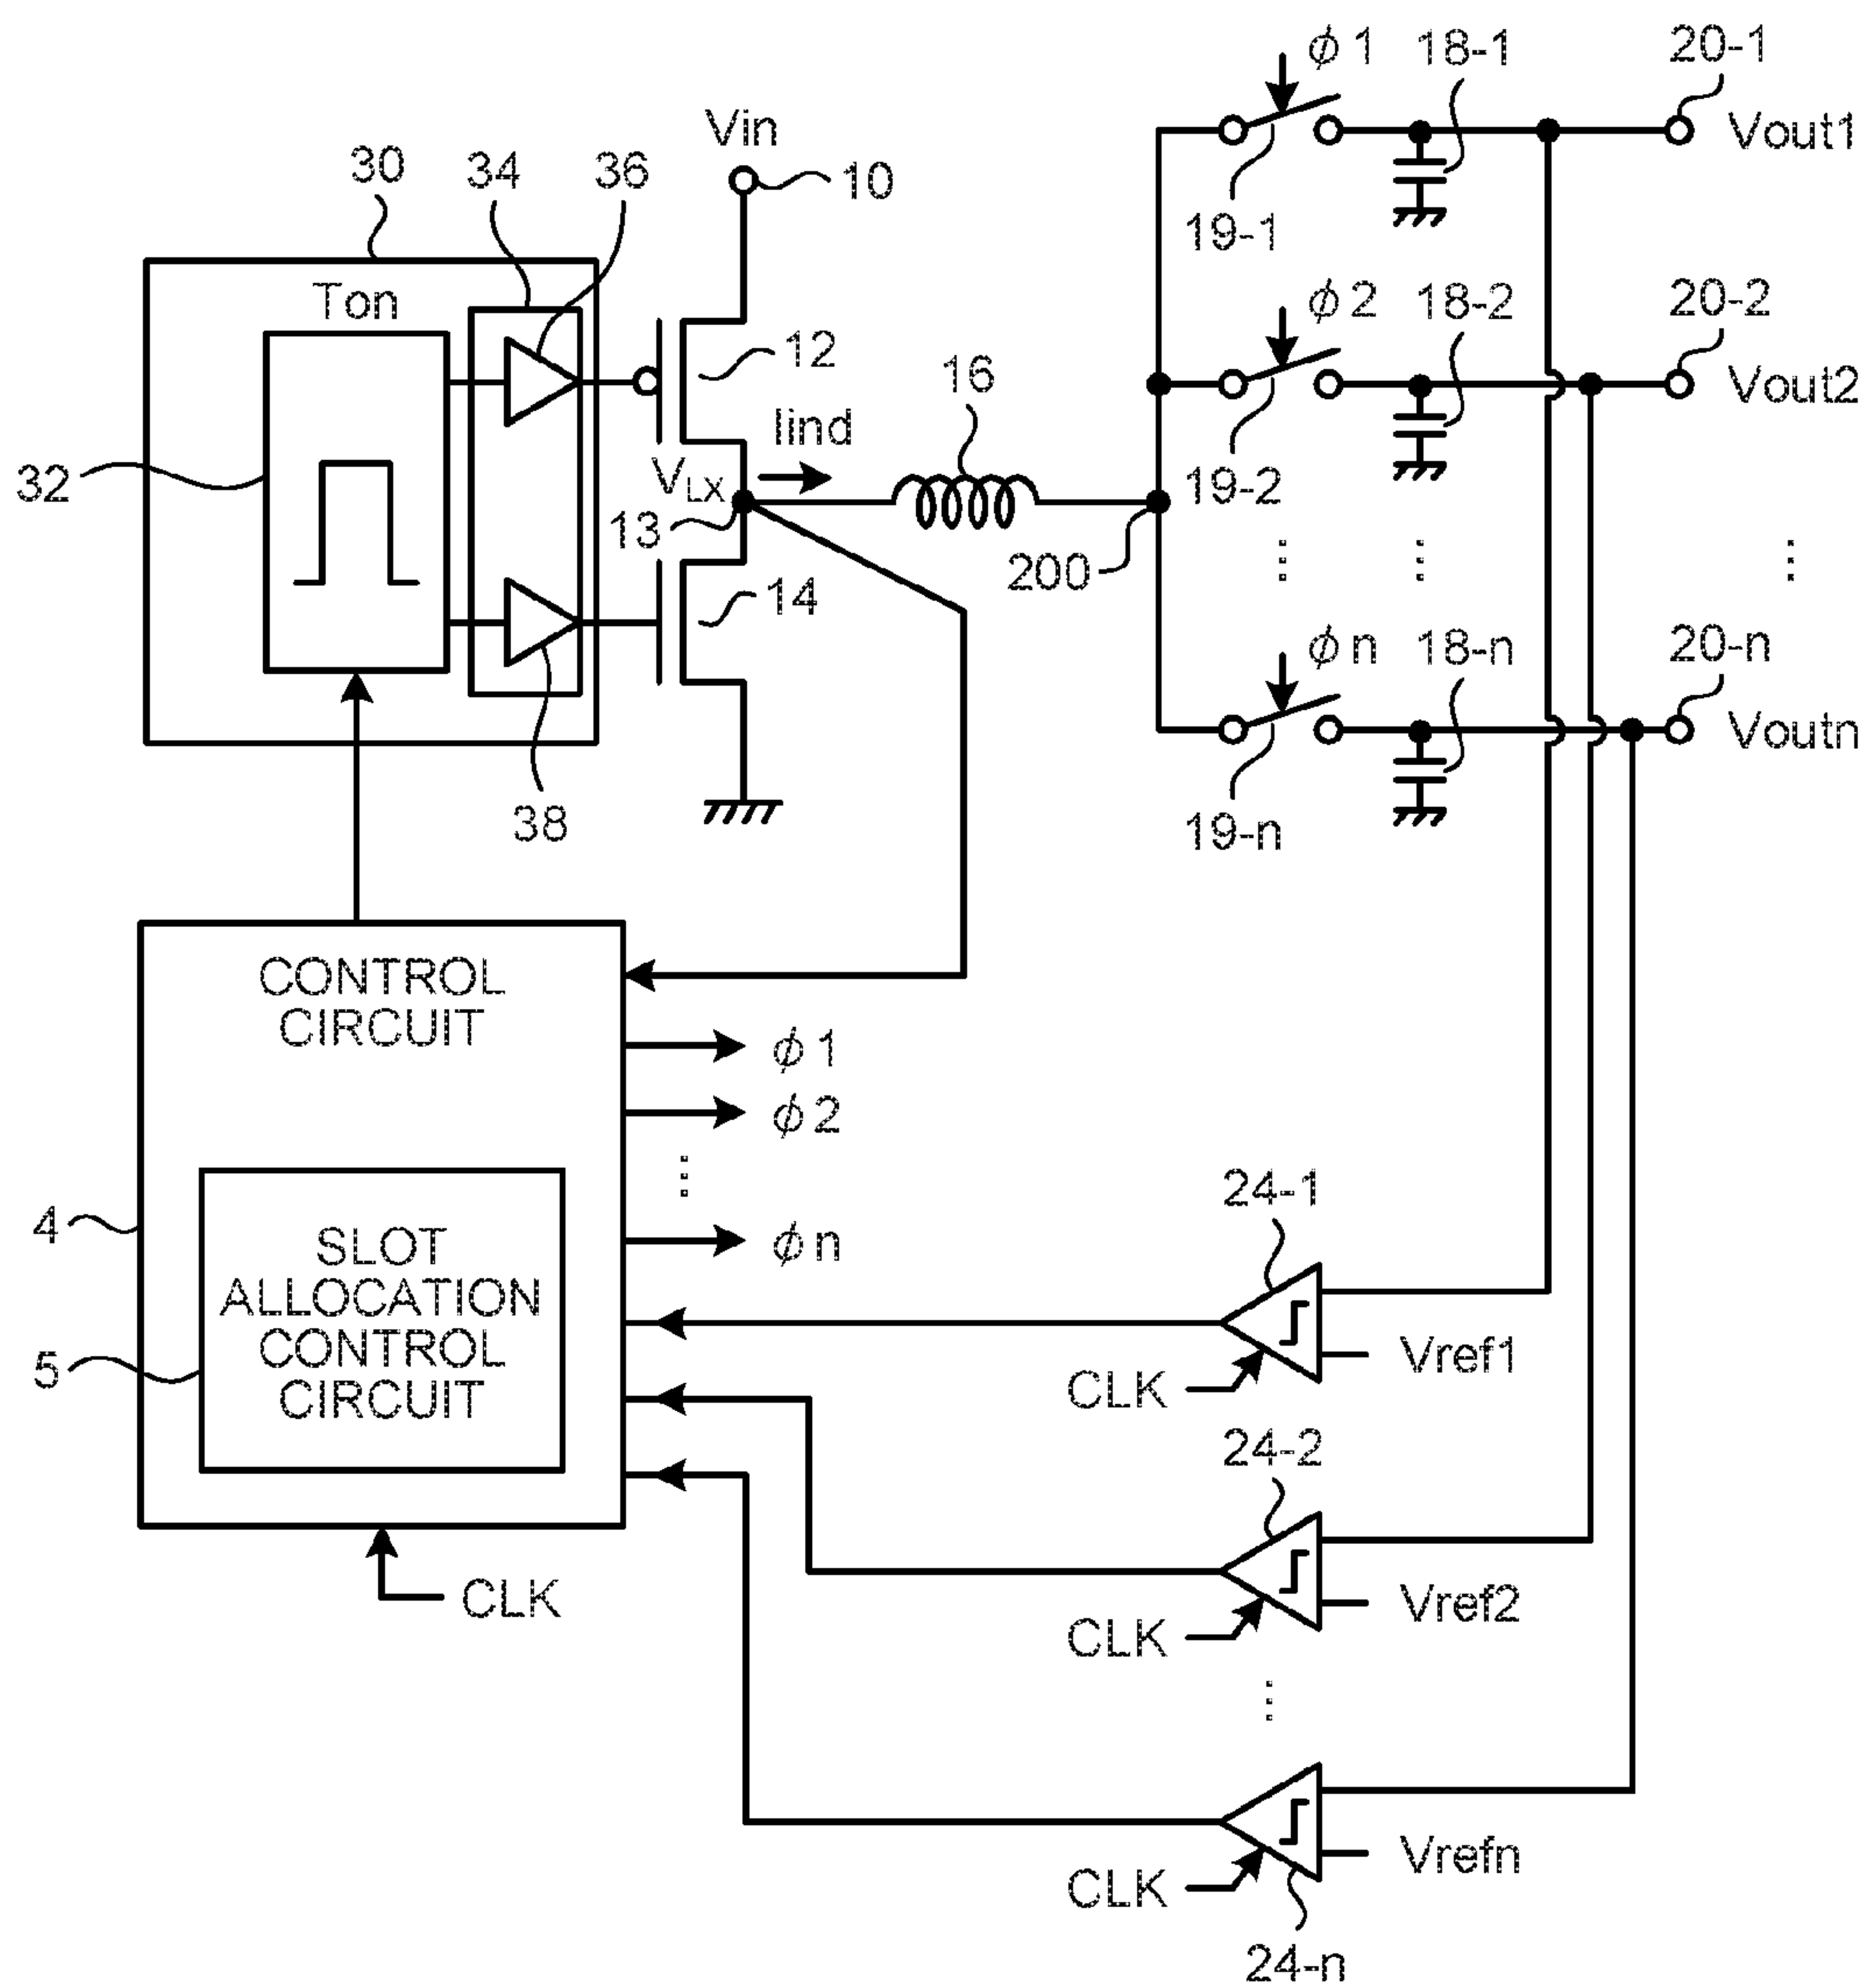 ϕ1
18-1
20-1
Vin
Vout1
30
34
36
10
19-1
Ton
ϕ2
18-2
20-2
12
16
Vout2
Iind
32
VLX
19-2
13
200
14
ϕn
18-n
20-n
Voutn
38
19-n
CONTROL
CIRCUIT
ϕ1
ϕ2
24-1
4
SLOT
ALLOCATION
CONTROL
CIRCUIT
ϕn
5
Vref1
CLK
24-2
CLK
Vref2
CLK
Vrefn
CLK
24-n